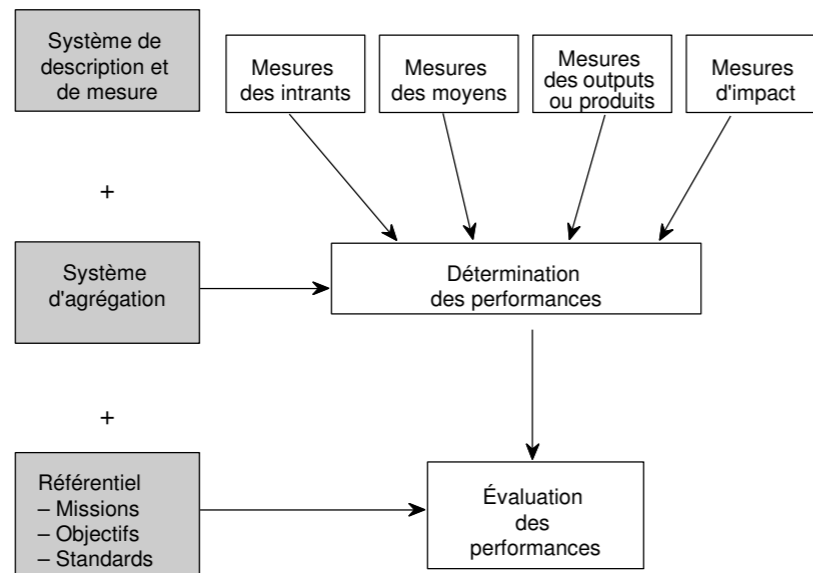 Système de
description et
de mesure
Mesures
des intrants
Mesures
des moyens
Mesures
des outputs
ou produits
Mesures
d'impact
+
Système
d'agrégation
Détermination
des performances
+
Référentiel
– Missions
– Objectifs
– Standards
Évaluation
des
performances